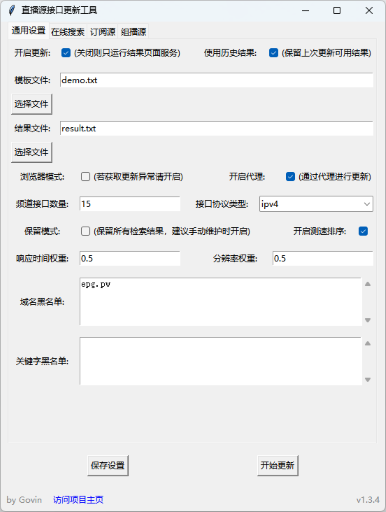 直播源接口更新工具
通用设置 在线搜索 订阅源 组播源
开启更新: (关闭则只运行结果页面服务) 使用历史结果: (保留上次更新可用结果)
模板文件: demo.txt
选择文件
结果文件: result.txt
选择文件
浏览器模式: (若获取更新异常请开启) 开启代理: (通过代理进行更新)
频道接口数量: 15 接口协议类型: ipv4
保留模式: (保留所有检索结果，建议手动维护时开启) 开启测速排序:
响应时间权重: 0.5 分辨率权重: 0.5
域名黑名单: epg.pw
关键字黑名单:
保存设置 开始更新
by Govin 访问项目主页 v1.3.4